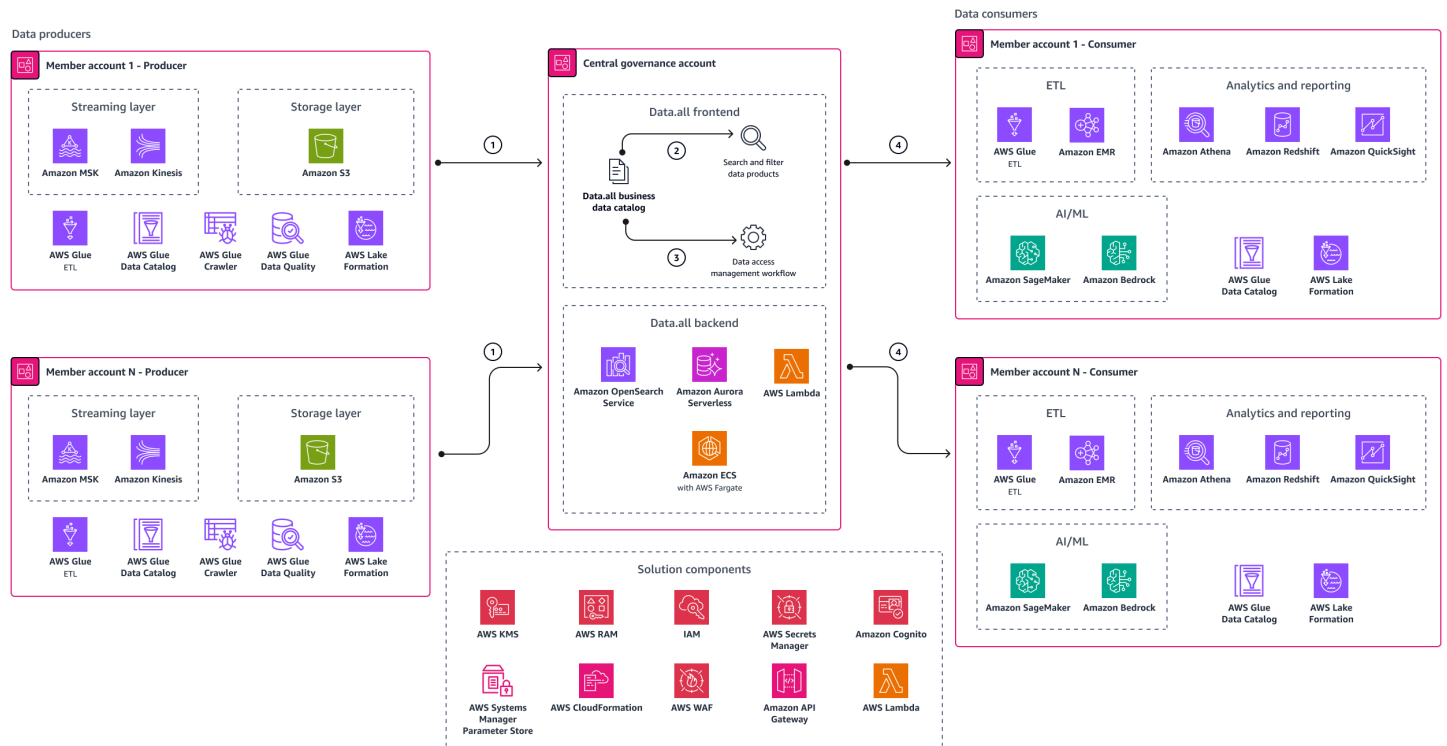 Data producers
Member account 1 - Producer
Streaming layer
Amazon MSK
Amazon Kinesis
Storage layer
Amazon S3
AWS Glue
ETL
AWS Glue
Data Catalog
AWS Glue
Crawler
AWS Glue
Data Quality
AWS Lake
Formation
Member account N - Producer
Streaming layer
Amazon MSK
Amazon Kinesis
Storage layer
Amazon S3
AWS Glue
ETL
AWS Glue
Data Catalog
AWS Glue
Crawler
AWS Glue
Data Quality
AWS Lake
Formation
1
1
Central governance account
Data.all frontend
2
Search and filter
data products
Data.all business
data catalog
3
Data access
management workflow
Data.all backend
Amazon OpenSearch
Service
Amazon Aurora
Serverless
AWS Lambda
Amazon ECS
with AWS Fargate
Solution components
AWS KMS
AWS RAM
IAM
AWS Secrets
Manager
Amazon Cognito
AWS Systems
Manager
Parameter Store
AWS CloudFormation
AWS WAF
Amazon API
Gateway
AWS Lambda
4
4
Data consumers
Member account 1 - Consumer
ETL
AWS Glue
ETL
Amazon EMR
Analytics and reporting
Amazon Athena
Amazon Redshift
Amazon QuickSight
AI/ML
Amazon SageMaker
Amazon Bedrock
AWS Glue
Data Catalog
AWS Lake
Formation
Member account N - Consumer
ETL
AWS Glue
ETL
Amazon EMR
Analytics and reporting
Amazon Athena
Amazon Redshift
Amazon QuickSight
AI/ML
Amazon SageMaker
Amazon Bedrock
AWS Glue
Data Catalog
AWS Lake
Formation